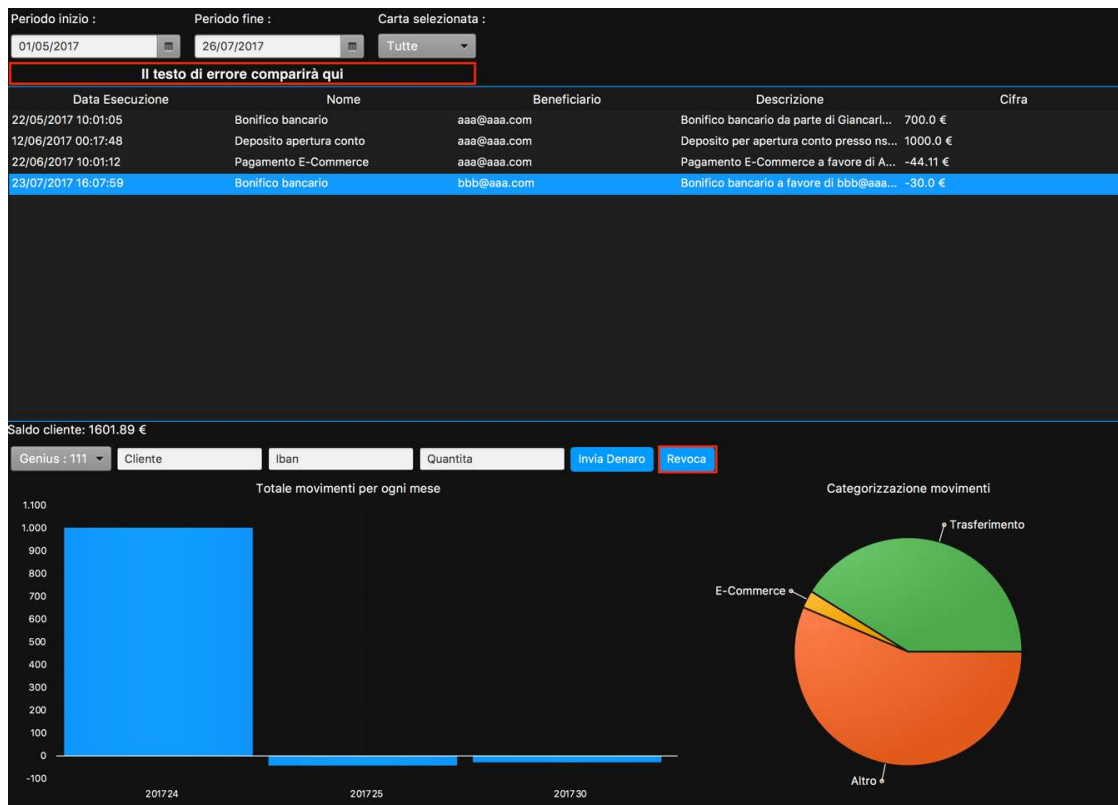 Periodo inizio : Periodo fine : Carta selezionata :
01/05/2017 26/07/2017 Tutte
Il testo di errore comparirà qui
Data Esecuzione Nome Beneficiario Descrizione Cifra
22/05/2017 10:01:05 Bonifico bancario aaa@aaa.com Bonifico bancario da parte di Giancarl... 700.0 €
12/06/2017 00:17:48 Deposito apertura conto aaa@aaa.com Deposito per apertura conto presso ns... 1000.0 €
22/06/2017 10:01:12 Pagamento E-Commerce aaa@aaa.com Pagamento E-Commerce a favore di A... -44.11 €
23/07/2017 16:07:59 Bonifico bancario bbb@aaa.com Bonifico bancario a favore di bbb@aaa... -30.0 €
Saldo cliente: 1601.89 €
Genius : 111 Cliente Iban Quantita Invia Denaro Revoca
Totale movimenti per ogni mese
1.100
1.000
900
800
700
600
500
400
300
200
100
0
-100
201724 201725 201730
Categorizzazione movimenti
Trasferimento
E-Commerce
Altro